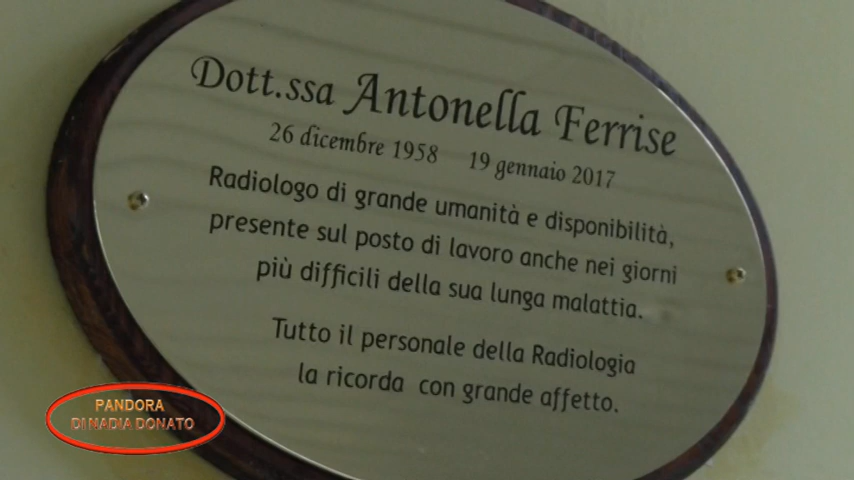 Dott.ssa Antonella Ferrise
26 dicembre 1958 19 gennaio 2017
Radiologo di grande umanità e disponibilità,
presente sul posto di lavoro anche nei giorni
più difficili della sua lunga malattia.
Tutto il personale della Radiologia
la ricorda con grande affetto.
PANDORA
DI NADIA DONATO